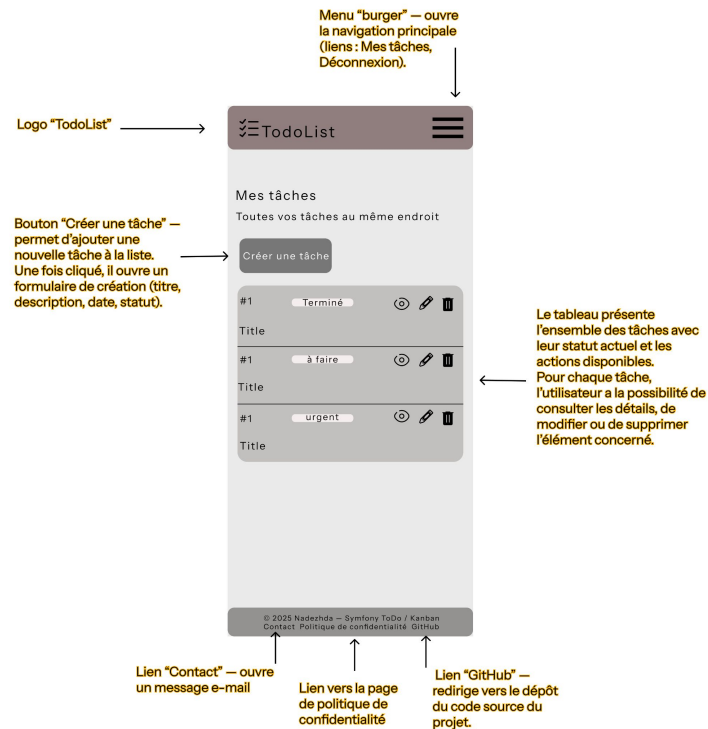 Menu “burger” — ouvre
la navigation principale
(liens : Mes tâches,
Déconnexion).
Logo “TodoList”
TodoList
Mes tâches
Toutes vos tâches au même endroit
Bouton “Créer une tâche” —
permet d’ajouter une
nouvelle tâche à la liste.
Une fois cliqué, il ouvre un
formulaire de création (titre,
description, date, statut).
Créer une tâche
#1 Terminé
Title
#1 à faire
Title
#1 urgent
Title
Le tableau présente
l’ensemble des tâches avec
leur statut actuel et les
actions disponibles.
Pour chaque tâche,
l’utilisateur a la possibilité de
consulter les détails, de
modifier ou de supprimer
l’élément concerné.
© 2025 Nadezhda — Symfony ToDo / Kanban
Contact Politique de confidentialité GitHub
Lien “Contact” — ouvre
un message e-mail
Lien vers la page
de politique de
confidentialité
Lien “GitHub” —
redirige vers le dépôt
du code source du
projet.